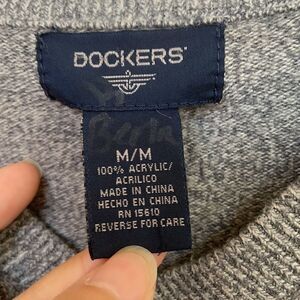 DOCKERS
M/M
100% ACRYLIC/
ACRILICO
MADE IN CHINA
HECHO EN CHINA
RN 15610
REVERSE FOR CARE